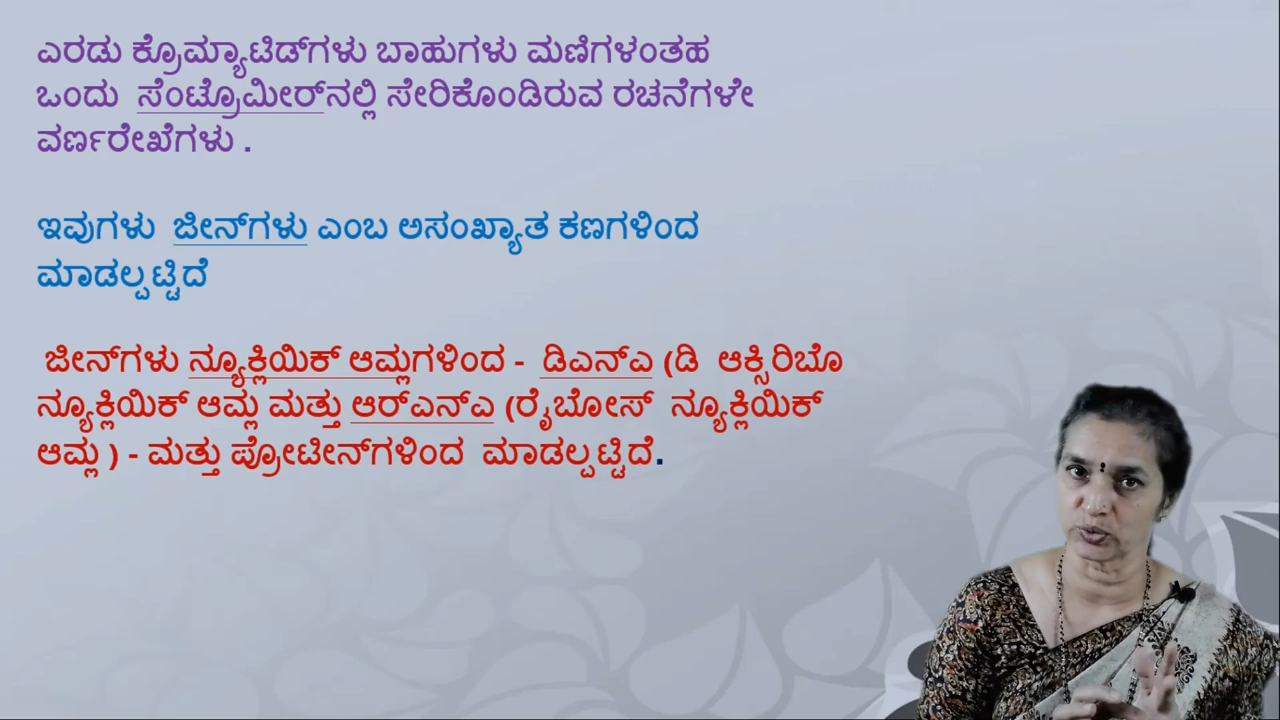 ಎರಡು ಕ್ರೊಮ್ಯಾಟಿಡ್‌ಗಳು ಬಾಹುಗಳು ಮಣಿಗಳಂತಹ
ಒಂದು ಸೆಂಟ್ರೊಮೀರ್‌ನಲ್ಲಿ ಸೇರಿಕೊಂಡಿರುವ ರಚನೆಗಳೇ
ವರ್ಣರೇಖೆಗಳು .
ಇವುಗಳು ಜೀನ್‌ಗಳು ಎಂಬ ಅಸಂಖ್ಯಾತ ಕಣಗಳಿಂದ
ಮಾಡಲ್ಪಟ್ಟಿದೆ
ಜೀನ್‌ಗಳು ನ್ಯೂಕ್ಲಿಯಿಕ್ ಆಮ್ಲಗಳಿಂದ - ಡಿಎನ್‌ಎ (ಡಿ ಆಕ್ಸಿರಿಬೊ
ನ್ಯೂಕ್ಲಿಯಿಕ್ ಆಮ್ಲ ಮತ್ತು ಆರ್‌ಎನ್‌ಎ (ರೈಬೋಸ್ ನ್ಯೂಕ್ಲಿಯಿಕ್
ಆಮ್ಲ ) - ಮತ್ತು ಪ್ರೋಟೀನ್‌ಗಳಿಂದ ಮಾಡಲ್ಪಟ್ಟಿದೆ.